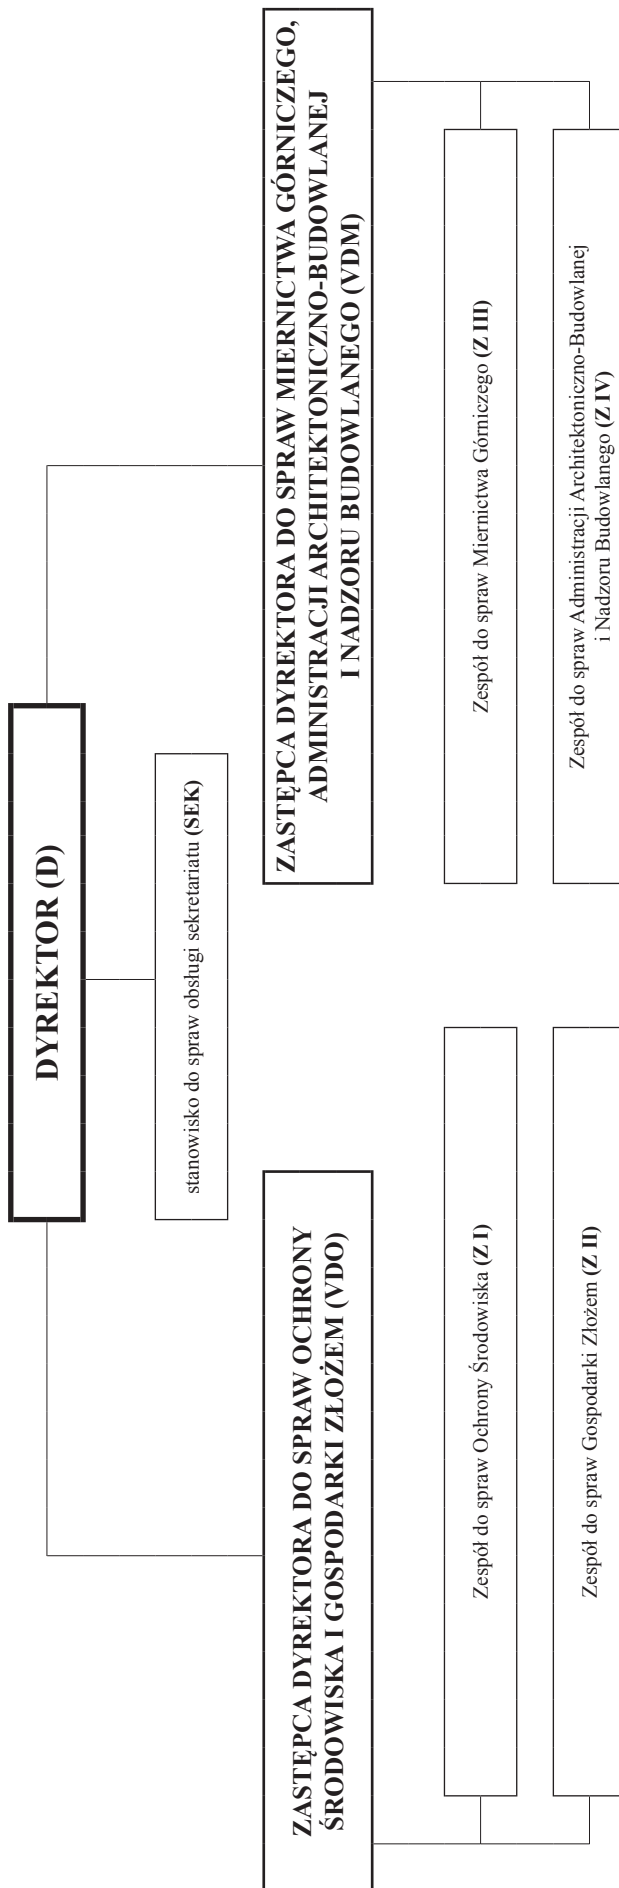 DYREKTOR (D)
stanowisko do spraw obsługi sekretariatu (SEK)
ZASTĘPCA DYREKTORA DO SPRAW OCHRONY
ŚRODOWISKA I GOSPODARKI ZŁOŻEM (VDO)
Zespół do spraw Ochrony Środowiska (Z I)
Zespół do spraw Gospodarki Złożem (Z II)
ZASTĘPCA DYREKTORA DO SPRAW MIERNICTWA GÓRNICZEGO,
ADMINISTRACJI ARCHITEKTONICZNO-BUDOWLANEJ
I NADZORU BUDOWLANEGO (VDM)
Zespół do spraw Miernictwa Górniczego (Z III)
Zespół do spraw Administracji Architektoniczno-Budowlanej
i Nadzoru Budowlanego (Z IV)